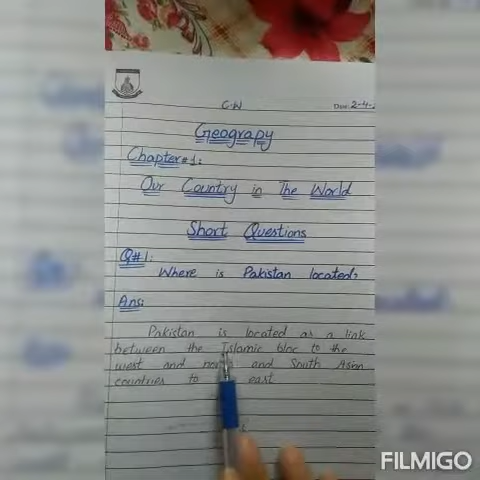 C.W
Date: 2-4-2
Geograpy
Chapter#1:
Our Country in The World
Short Questions
Q#1:
Where is Pakistan located?
Ans:
Pakistan is located as a link
between the Islamic bloc to the
west and and South Asian
countries to east
FILMIGO